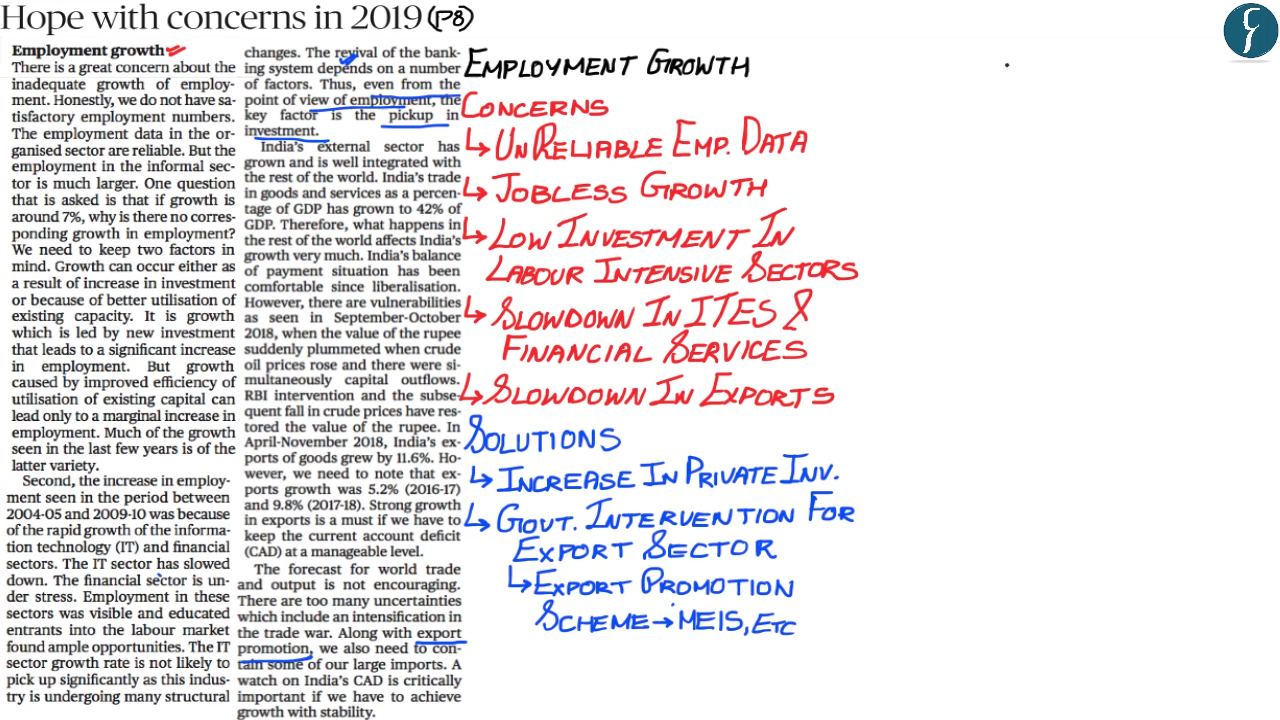 Hope with concerns in 2019 (P8)
Employment growth
There is a great concern about the
inadequate growth of employ-
ment. Honestly, we do not have sa-
tisfactory employment numbers.
The employment data in the or-
ganised sector are reliable. But the
employment in the informal sec-
tor is much larger. One question
that is asked is that if growth is
around 7%, why is there no corres-
ponding growth in employment?
We need to keep two factors in
mind. Growth can occur either as
a result of increase in investment
or because of better utilisation of
existing capacity. It is growth
which is led by new investment
that leads to a significant increase
in employment. But growth
caused by improved efficiency of
utilisation of existing capital can
lead only to a marginal increase in
employment. Much of the growth
seen in the last few years is of the
latter variety.
Second, the increase in employ-
ment seen in the period between
2004-05 and 2009-10 was because
of the rapid growth of the informa-
tion technology (IT) and financial
sectors. The IT sector has slowed
down. The financial sector is un-
der stress. Employment in these
sectors was visible and educated
entrants into the labour market
found ample opportunities. The IT
sector growth rate is not likely to
pick up significantly as this indus-
try is undergoing many structural
changes. The revival of the bank-
ing system depends on a number
of factors. Thus, even from the
point of view of employment, the
key factor is the pickup in
investment.
India's external sector has
grown and is well integrated with
the rest of the world. India's trade
in goods and services as a percen-
tage of GDP has grown to 42% of
GDP. Therefore, what happens in
the rest of the world affects India's
growth very much. India's balance
of payment situation has been
comfortable since liberalisation.
However, there are vulnerabilities
as seen in September-October
2018, when the value of the rupee
suddenly plummeted when crude
oil prices rose and there were si-
multaneously capital outflows.
RBI intervention and the subse-
quent fall in crude prices have res-
tored the value of the rupee. In
April-November 2018, India's ex-
ports of goods grew by 11.6%. Ho-
wever, we need to note that ex-
ports growth was 5.2% (2016-17)
and 9.8% (2017-18). Strong growth
in exports is a must if we have to
keep the current account deficit
(CAD) at a manageable level.
The forecast for world trade
and output is not encouraging.
There are too many uncertainties
which include an intensification in
the trade war. Along with export
promotion, we also need to con-
tain some of our large imports. A
watch on India's CAD is critically
important if we have to achieve
growth with stability.
EMPLOYMENT GROWTH
CONCERNS
↳ UNRELIABLE EMP. DATA
↳ JOBLESS GROWTH
↳ LOW INVESTMENT IN
LABOUR INTENSIVE SECTORS
↳ SLOWDOWN IN ITES &
FINANCIAL SERVICES
↳ SLOWDOWN IN EXPORTS
SOLUTIONS
↳ INCREASE IN PRIVATE INV.
↳ GOVT. INTERVENTION FOR
EXPORT SECTOR
↳ EXPORT PROMOTION
SCHEME → MEIS, ETC